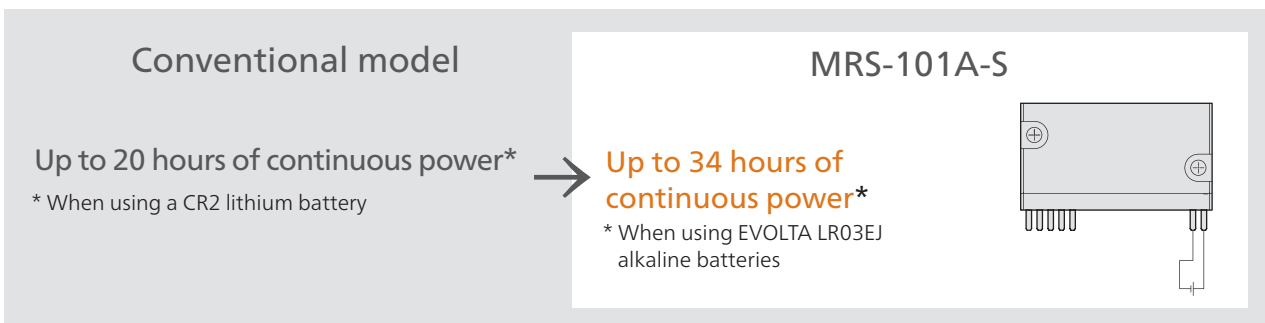 Conventional model
Up to 20 hours of continuous power*
* When using a CR2 lithium battery
MRS-101A-S
Up to 34 hours of
continuous power*
* When using EVOLTA LR03EJ
alkaline batteries